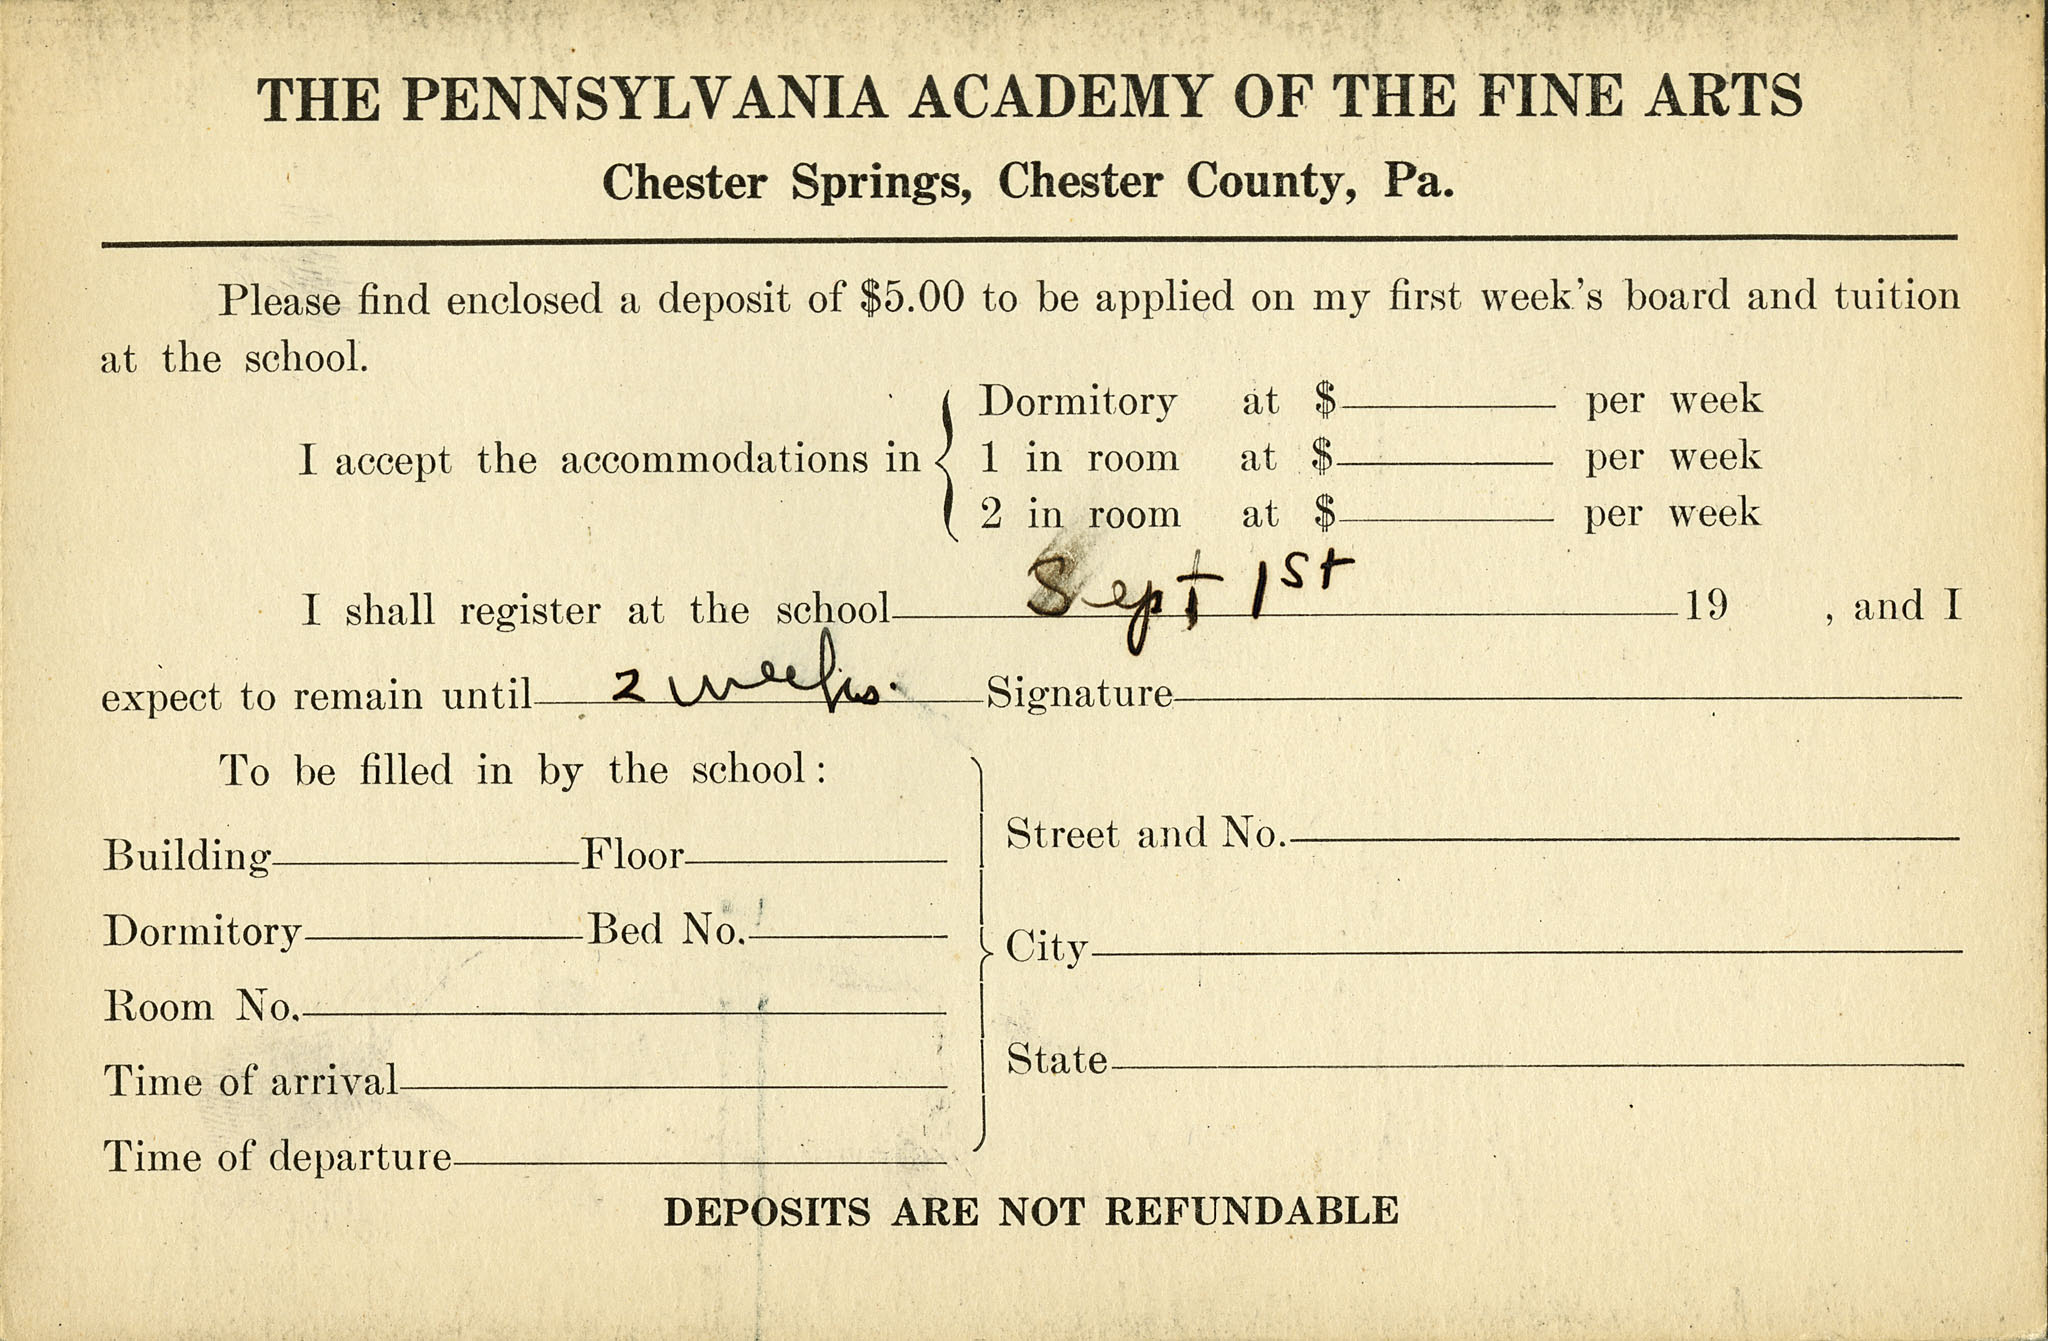 THE PENNSYLVANIA ACADEMY OF THE FINE ARTS
Chester Springs, Chester County, Pa.
Please find enclosed a deposit of $5.00 to be applied on my first week's board and tuition
at the school.
Dormitory at $ per week
I accept the accommodations in 1 in room at $ per week
2 in room at $ per week
I shall register at the school Sept 1st 19 , and I
expect to remain until 2 weeks. Signature
To be filled in by the school:
Building Floor
Street and No.
Dormitory Bed No.
City
Room No.
State
Time of arrival
Time of departure
DEPOSITS ARE NOT REFUNDABLE